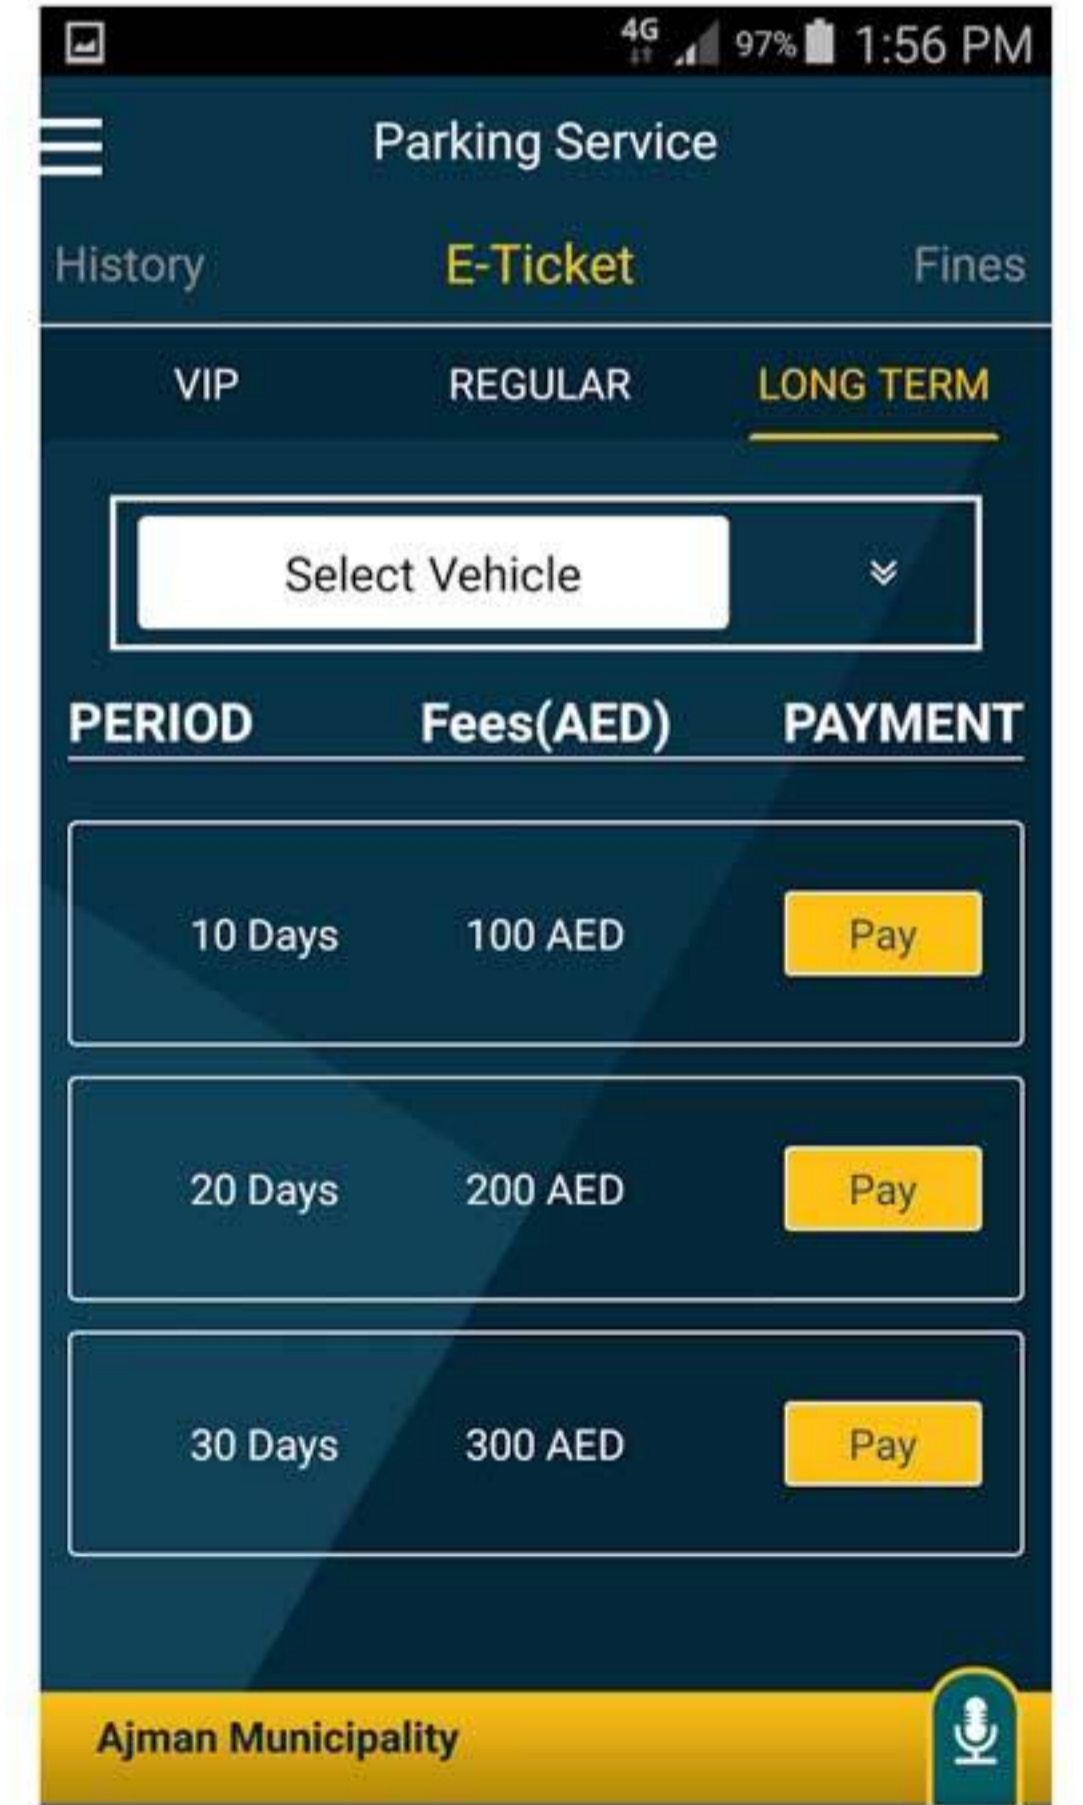 4G 97% 1:56 PM
Parking Service
History E-Ticket Fines
VIP REGULAR LONG TERM
Select Vehicle
PERIOD Fees(AED) PAYMENT
10 Days 100 AED Pay
20 Days 200 AED Pay
30 Days 300 AED Pay
Ajman Municipality